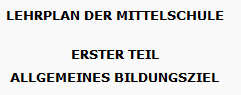 LEHRPLAN DER MITTELSCHULE
ERSTER TEIL
ALLGEMEINES BILDUNGSZIEL